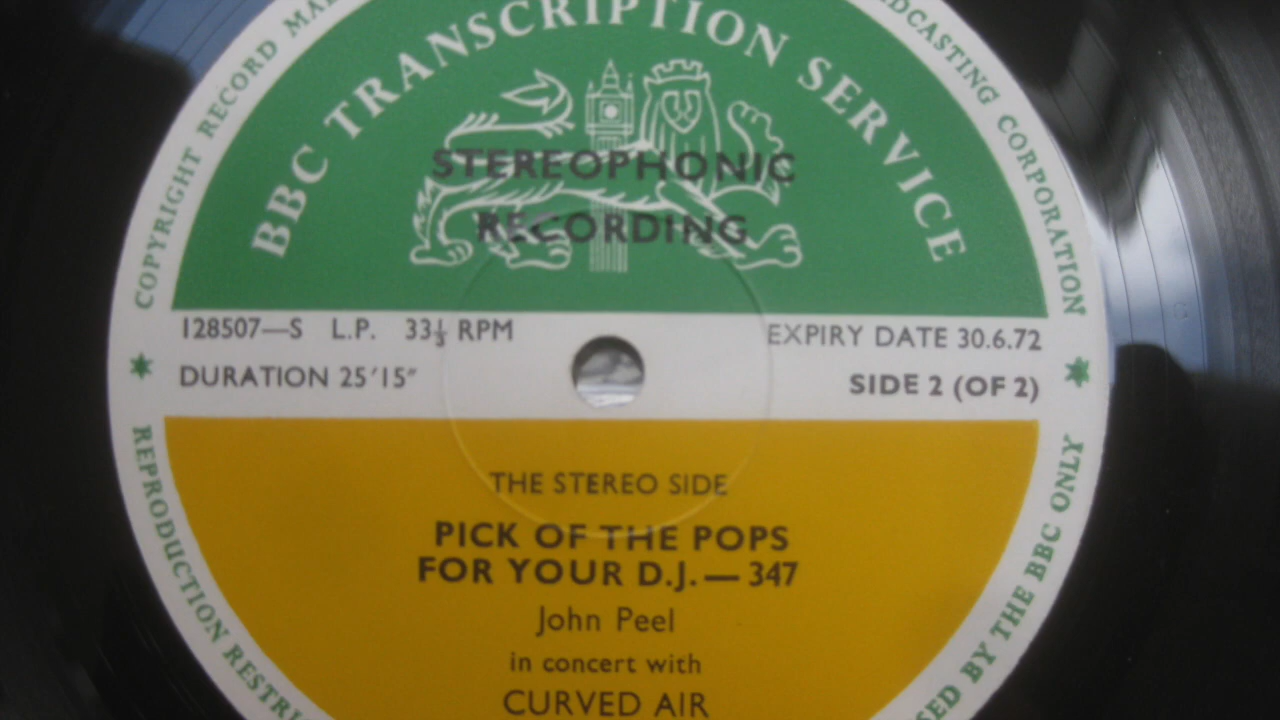 COPYRIGHT RECORD
BBC TRANSCRIPTION SERVICE
CORPORATION
STEREOPHONIC
RECORDING
128507—S L.P. 33⅓ RPM
EXPIRY DATE 30.6.72
DURATION 25'15"
SIDE 2 (OF 2)
THE STEREO SIDE
PICK OF THE POPS
FOR YOUR D.J.— 347
John Peel
in concert with
CURVED AIR
REPRODUCTION
BY THE BBC ONLY